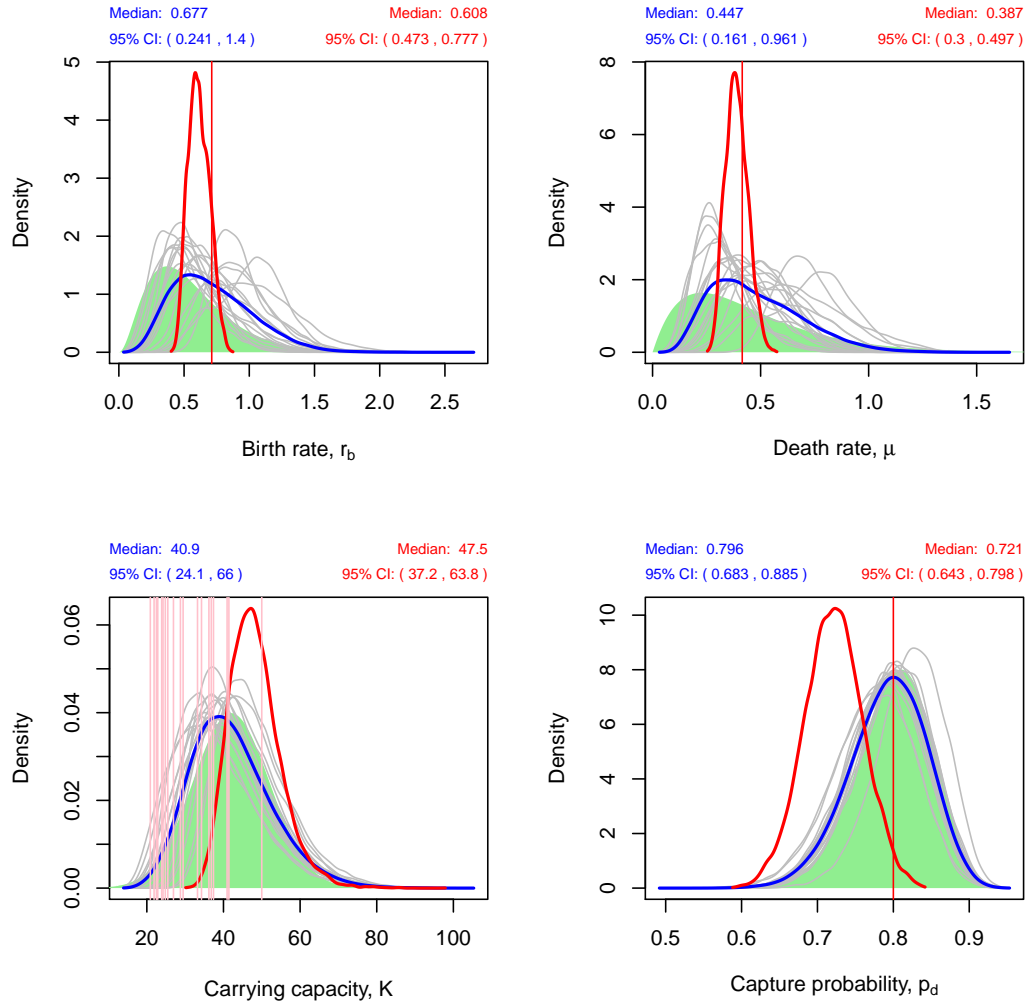 Median: 0.677 Median: 0.608
95% CI: ( 0.241 , 1.4 ) 95% CI: ( 0.473 , 0.777 )
5
4
3
2
1
0
Density
0.0 0.5 1.0 1.5 2.0 2.5
Birth rate, r_b
Median: 0.447 Median: 0.387
95% CI: ( 0.161 , 0.961 ) 95% CI: ( 0.3 , 0.497 )
8
6
4
2
0
Density
0.0 0.5 1.0 1.5
Death rate, μ
Median: 40.9 Median: 47.5
95% CI: ( 24.1 , 66 ) 95% CI: ( 37.2 , 63.8 )
0.06
0.04
0.02
0.00
Density
20 40 60 80 100
Carrying capacity, K
Median: 0.796 Median: 0.721
95% CI: ( 0.683 , 0.885 ) 95% CI: ( 0.643 , 0.798 )
10
8
6
4
2
0
Density
0.5 0.6 0.7 0.8 0.9
Capture probability, p_d